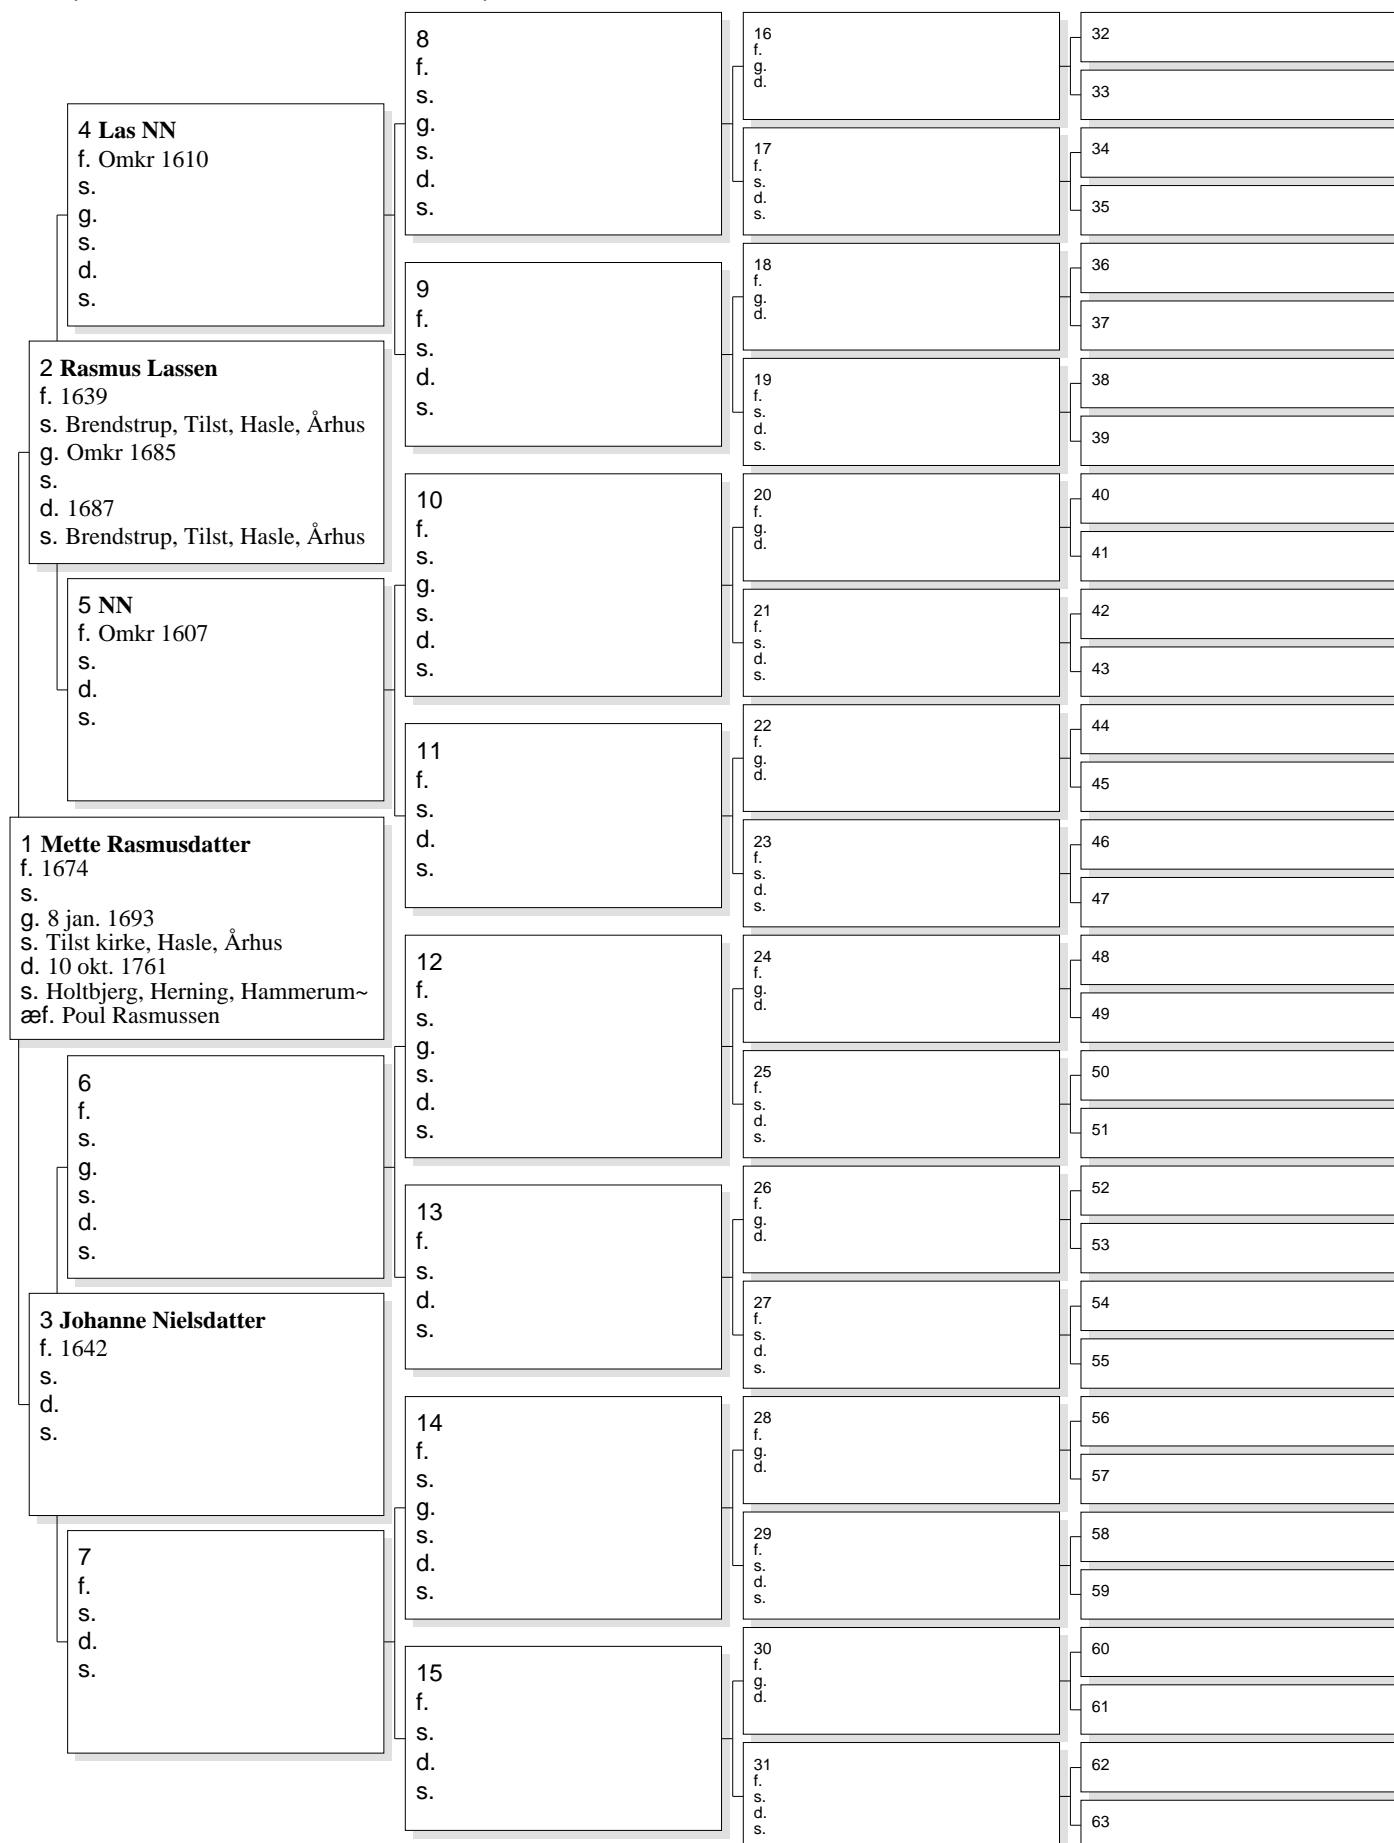 4 Las NN
f. Omkr 1610
s.
g.
s.
d.
s.
2 Rasmus Lassen
f. 1639
s. Brendstrup, Tilst, Hasle, Århus
g. Omkr 1685
s.
d. 1687
s. Brendstrup, Tilst, Hasle, Århus
5 NN
f. Omkr 1607
s.
d.
s.
1 Mette Rasmusdatter
f. 1674
s.
g. 8 jan. 1693
s. Tilst kirke, Hasle, Århus
d. 10 okt. 1761
s. Holtbjerg, Herning, Hammerum~
æf. Poul Rasmussen
6
f.
s.
g.
s.
d.
s.
3 Johanne Nielsdatter
f. 1642
s.
d.
s.
7
f.
s.
d.
s.
8
f.
s.
g.
s.
d.
s.
9
f.
s.
d.
s.
10
f.
s.
g.
s.
d.
s.
11
f.
s.
d.
s.
12
f.
s.
g.
s.
d.
s.
13
f.
s.
d.
s.
14
f.
s.
g.
s.
d.
s.
15
f.
s.
d.
s.
16
f.
g.
d.
17
f.
s.
d.
s.
18
f.
g.
d.
19
f.
s.
d.
s.
20
f.
g.
d.
21
f.
s.
d.
s.
22
f.
g.
d.
23
f.
s.
d.
s.
24
f.
g.
d.
25
f.
s.
d.
s.
26
f.
g.
d.
27
f.
s.
d.
s.
28
f.
g.
d.
29
f.
s.
d.
s.
30
f.
g.
d.
31
f.
s.
d.
s.
32
33
34
35
36
37
38
39
40
41
42
43
44
45
46
47
48
49
50
51
52
53
54
55
56
57
58
59
60
61
62
63